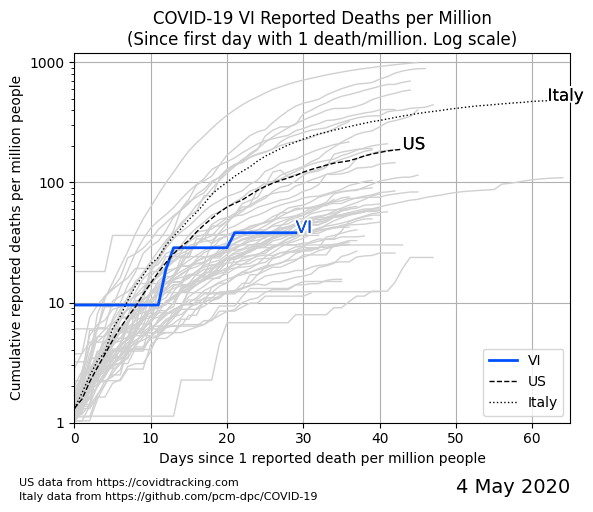 COVID-19 VI Reported Deaths per Million
(Since first day with 1 death/million. Log scale)
Cumulative reported deaths per million people
1000
100
10
1
Italy
US
VI
VI
US
Italy
0
10
20
30
40
50
60
Days since 1 reported death per million people
US data from https://covidtracking.com
Italy data from https://github.com/pcm-dpc/COVID-19
4 May 2020